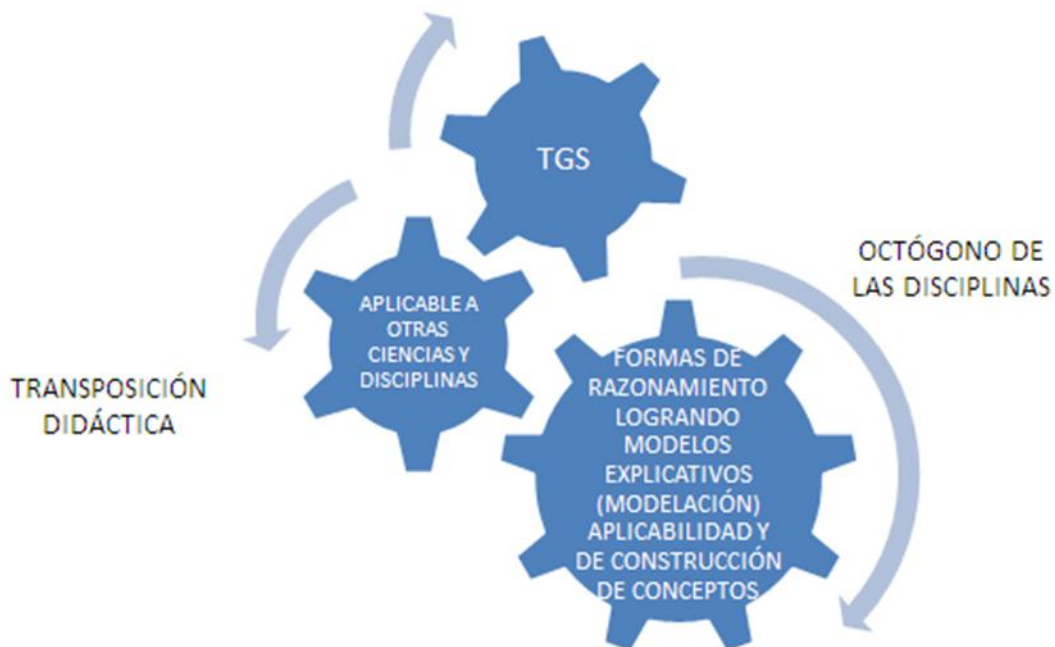 TGS
OCTÓGONO DE
LAS DISCIPLINAS
APLICABLE A
OTRAS
CIENCIAS Y
DISCIPLINAS
TRANSPOSICIÓN
DIDÁCTICA
FORMAS DE
RAZONAMIENTO
LOGRANDO
MODELOS
EXPLICATIVOS
(MODELACIÓN)
APLICABILIDAD Y
DE CONSTRUCCIÓN
DE CONCEPTOS